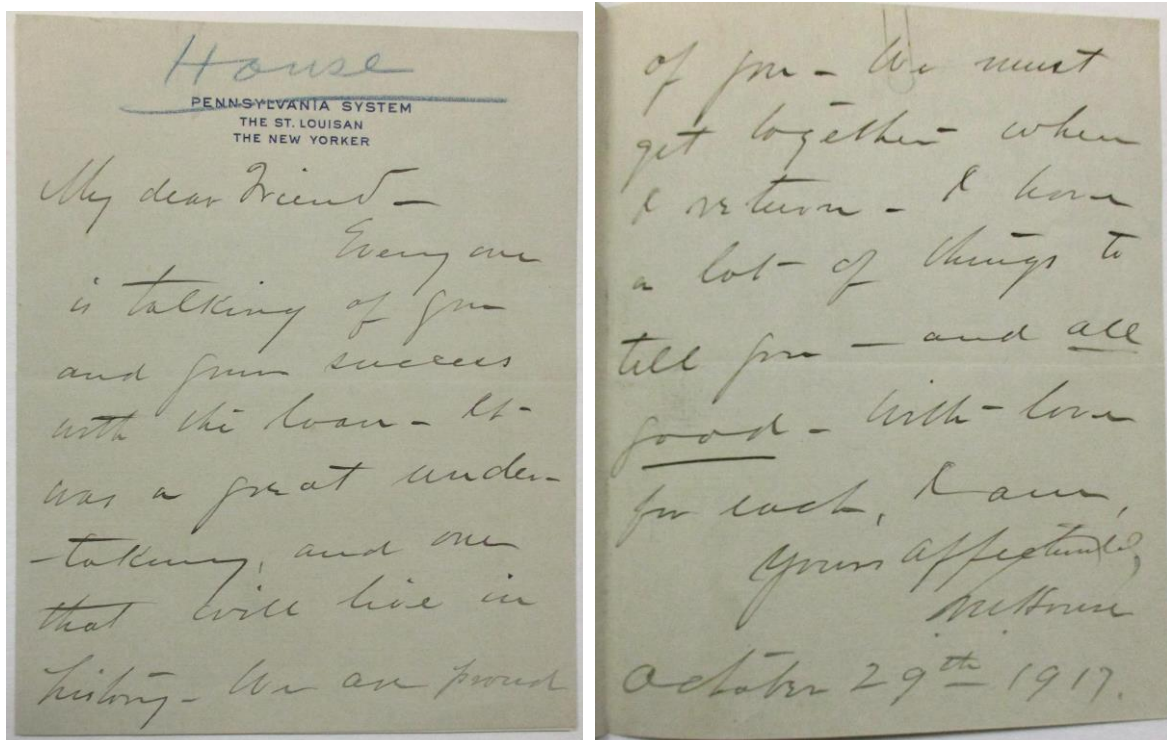 House
PENNSYLVANIA SYSTEM
THE ST. LOUISAN
THE NEW YORKER
My dear Friend –
Every one
is talking of you
and your success
with the loan – It
was a great under-
-taking, and one
that will live in
history – We are proud
of you – We must
get together when
I return – I have
a lot of things to
tell you – and all
good – With love
for each, I am,
Yours affectionately,
House
October 29th 1917.